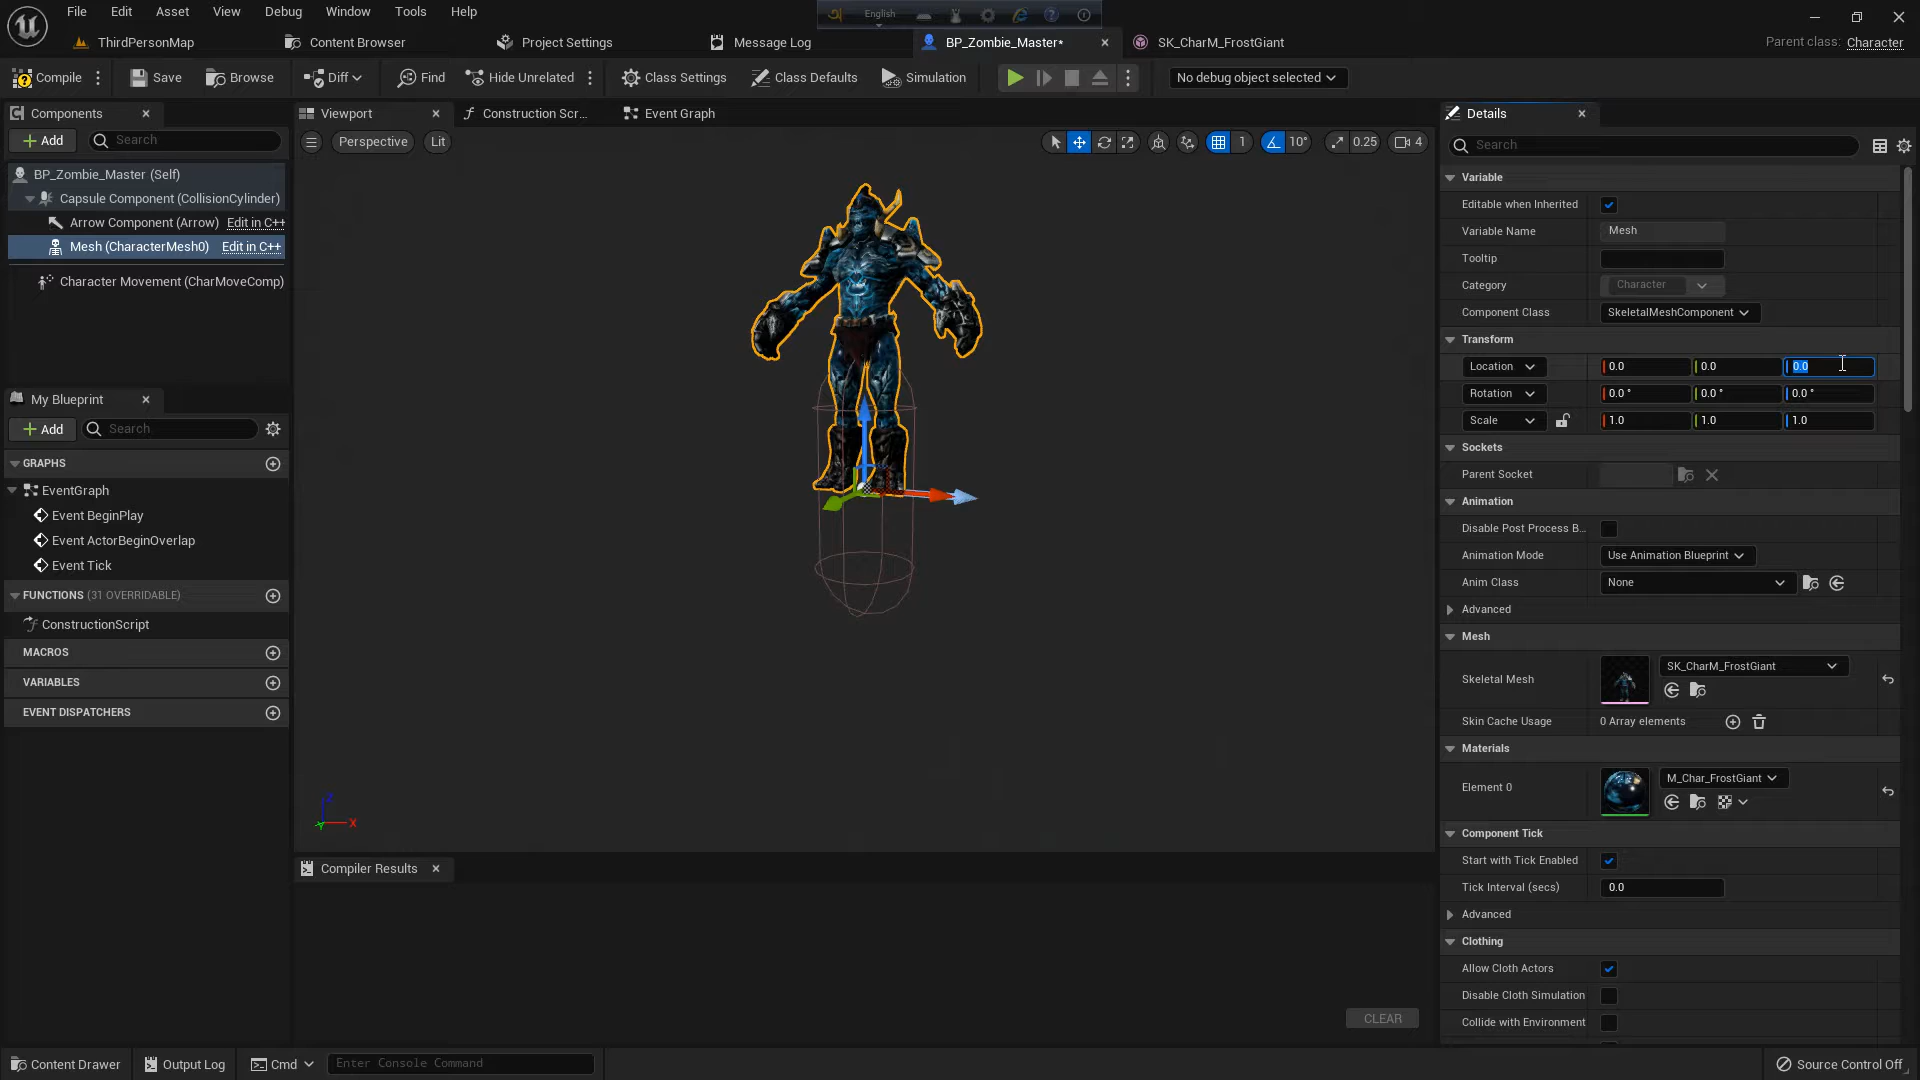 File Edit Asset View Debug Window Tools Help
English
ThirdPersonMap
Content Browser
Project Settings
Message Log
BP_Zombie_Master*
SK_CharM_FrostGiant
Parent class: Character
Compile
Save
Browse
Diff
Find
Hide Unrelated
Class Settings
Class Defaults
Simulation
No debug object selected
Components
Viewport
Construction Scr...
Event Graph
Details
Add
Search
Perspective
Lit
1
10°
0.25
4
Search
BP_Zombie_Master (Self)
Capsule Component (CollisionCylinder)
Arrow Component (Arrow) Edit in C++
Mesh (CharacterMesh0) Edit in C++
Character Movement (CharMoveComp)
My Blueprint
Add
Search
GRAPHS
EventGraph
Event BeginPlay
Event ActorBeginOverlap
Event Tick
FUNCTIONS (31 OVERRIDABLE)
ConstructionScript
MACROS
VARIABLES
EVENT DISPATCHERS
Z
X
Y
Compiler Results
CLEAR
Variable
Editable when Inherited
Variable Name Mesh
Tooltip
Category Character
Component Class SkeletalMeshComponent
Transform
Location 0.0 0.0 0.0
Rotation 0.0 ° 0.0 ° 0.0 °
Scale 1.0 1.0 1.0
Sockets
Parent Socket
Animation
Disable Post Process B...
Animation Mode Use Animation Blueprint
Anim Class None
Advanced
Mesh
Skeletal Mesh SK_CharM_FrostGiant
Skin Cache Usage 0 Array elements
Materials
Element 0 M_Char_FrostGiant
Component Tick
Start with Tick Enabled
Tick Interval (secs) 0.0
Advanced
Clothing
Allow Cloth Actors
Disable Cloth Simulation
Collide with Environment
Content Drawer
Output Log
Cmd
Enter Console Command
Source Control Off